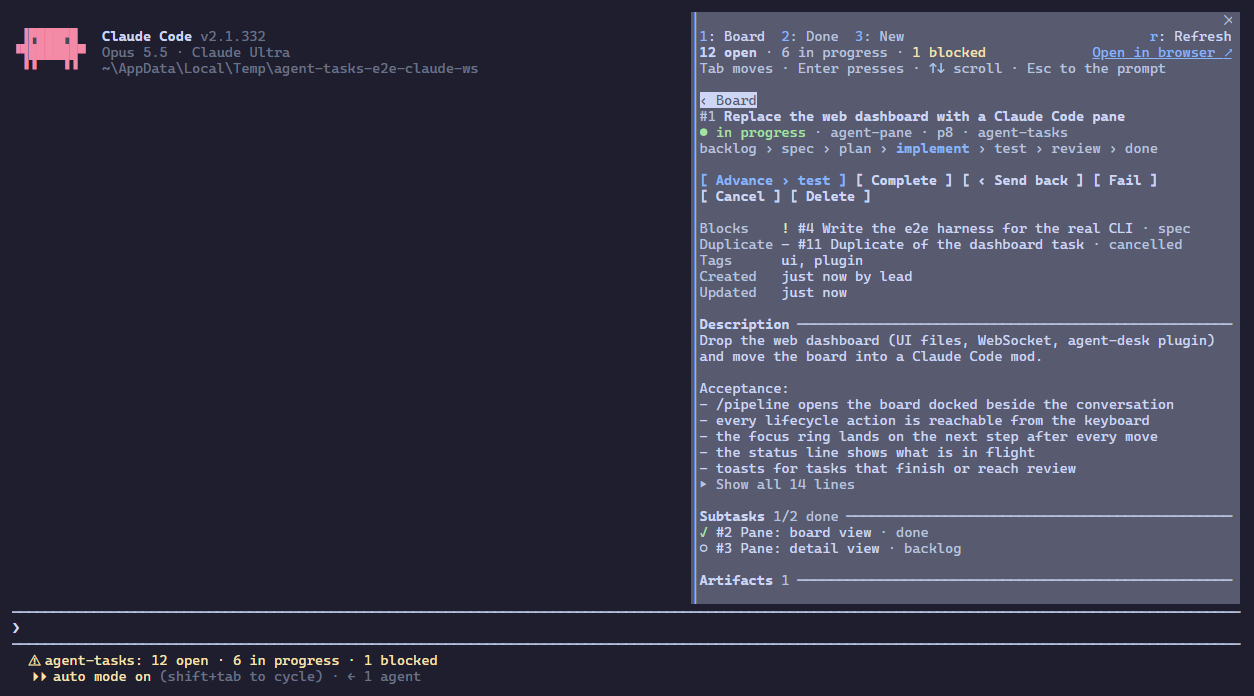 Claude Code v2.1.332
Opus 5.5 · Claude Ultra
~\AppData\Local\Temp\agent-tasks-e2e-claude-ws
×
1: Board 2: Done 3: New r: Refresh
12 open · 6 in progress · 1 blocked Open in browser ↗
Tab moves · Enter presses · ↑↓ scroll · Esc to the prompt
‹ Board
#1 Replace the web dashboard with a Claude Code pane
● in progress · agent-pane · p8 · agent-tasks
backlog › spec › plan › implement › test › review › done
[ Advance › test ] [ Complete ] [ ‹ Send back ] [ Fail ]
[ Cancel ] [ Delete ]
Blocks ! #4 Write the e2e harness for the real CLI · spec
Duplicate – #11 Duplicate of the dashboard task · cancelled
Tags ui, plugin
Created just now by lead
Updated just now
Description
Drop the web dashboard (UI files, WebSocket, agent-desk plugin)
and move the board into a Claude Code mod.
Acceptance:
- /pipeline opens the board docked beside the conversation
- every lifecycle action is reachable from the keyboard
- the focus ring lands on the next step after every move
- the status line shows what is in flight
- toasts for tasks that finish or reach review
▸ Show all 14 lines
Subtasks 1/2 done
✓ #2 Pane: board view · done
○ #3 Pane: detail view · backlog
Artifacts 1
❯
⚠ agent-tasks: 12 open · 6 in progress · 1 blocked
⏵⏵ auto mode on (shift+tab to cycle) · ← 1 agent